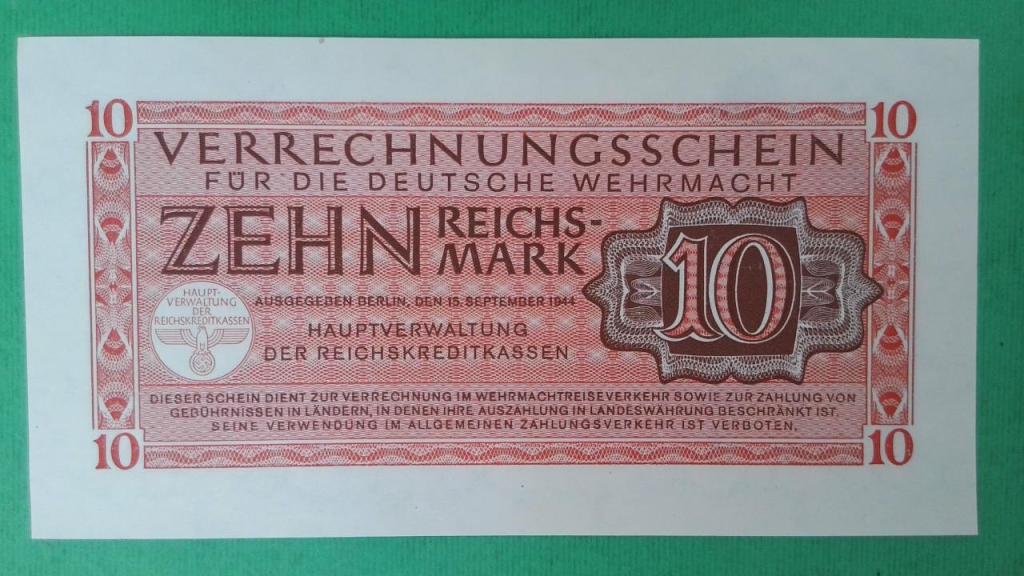 10 10
VERRECHNUNGSSCHEIN
FÜR DIE DEUTSCHE WEHRMACHT
ZEHN REICHS-
MARK
10
AUSGEGEBEN BERLIN, DEN 15. SEPTEMBER 1944
HAUPTVERWALTUNG
DER REICHSKREDITKASSEN
HAUPT-
VERWALTUNG
DER
REICHSKREDITKASSEN
DIESER SCHEIN DIENT ZUR VERRECHNUNG IM WEHRMACHTREISEVERKEHR SOWIE ZUR ZAHLUNG VON
GEBÜHRNISSEN IN LÄNDERN, IN DENEN IHRE AUSZAHLUNG IN LANDESWÄHRUNG BESCHRÄNKT IST.
SEINE VERWENDUNG IM ALLGEMEINEN ZAHLUNGSVERKEHR IST VERBOTEN.
10 10